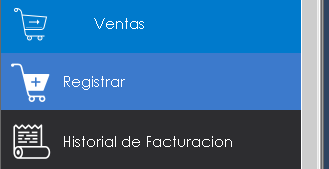 Ventas
Registrar
Historial de Facturacion